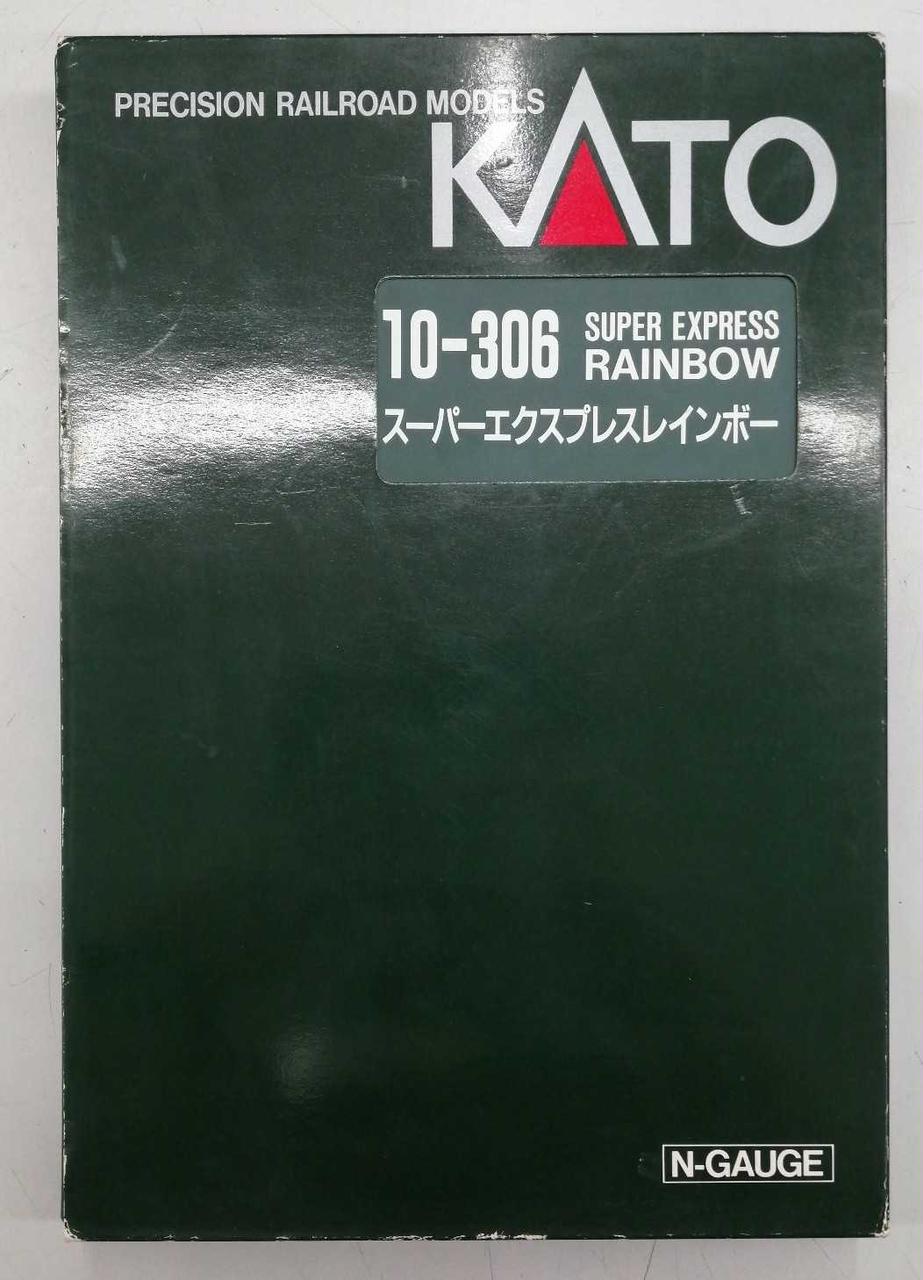 PRECISION RAILROAD MODELS
KATO
10-306 SUPER EXPRESS
RAINBOW
スーパーエクスプレスレインボー
N-GAUGE